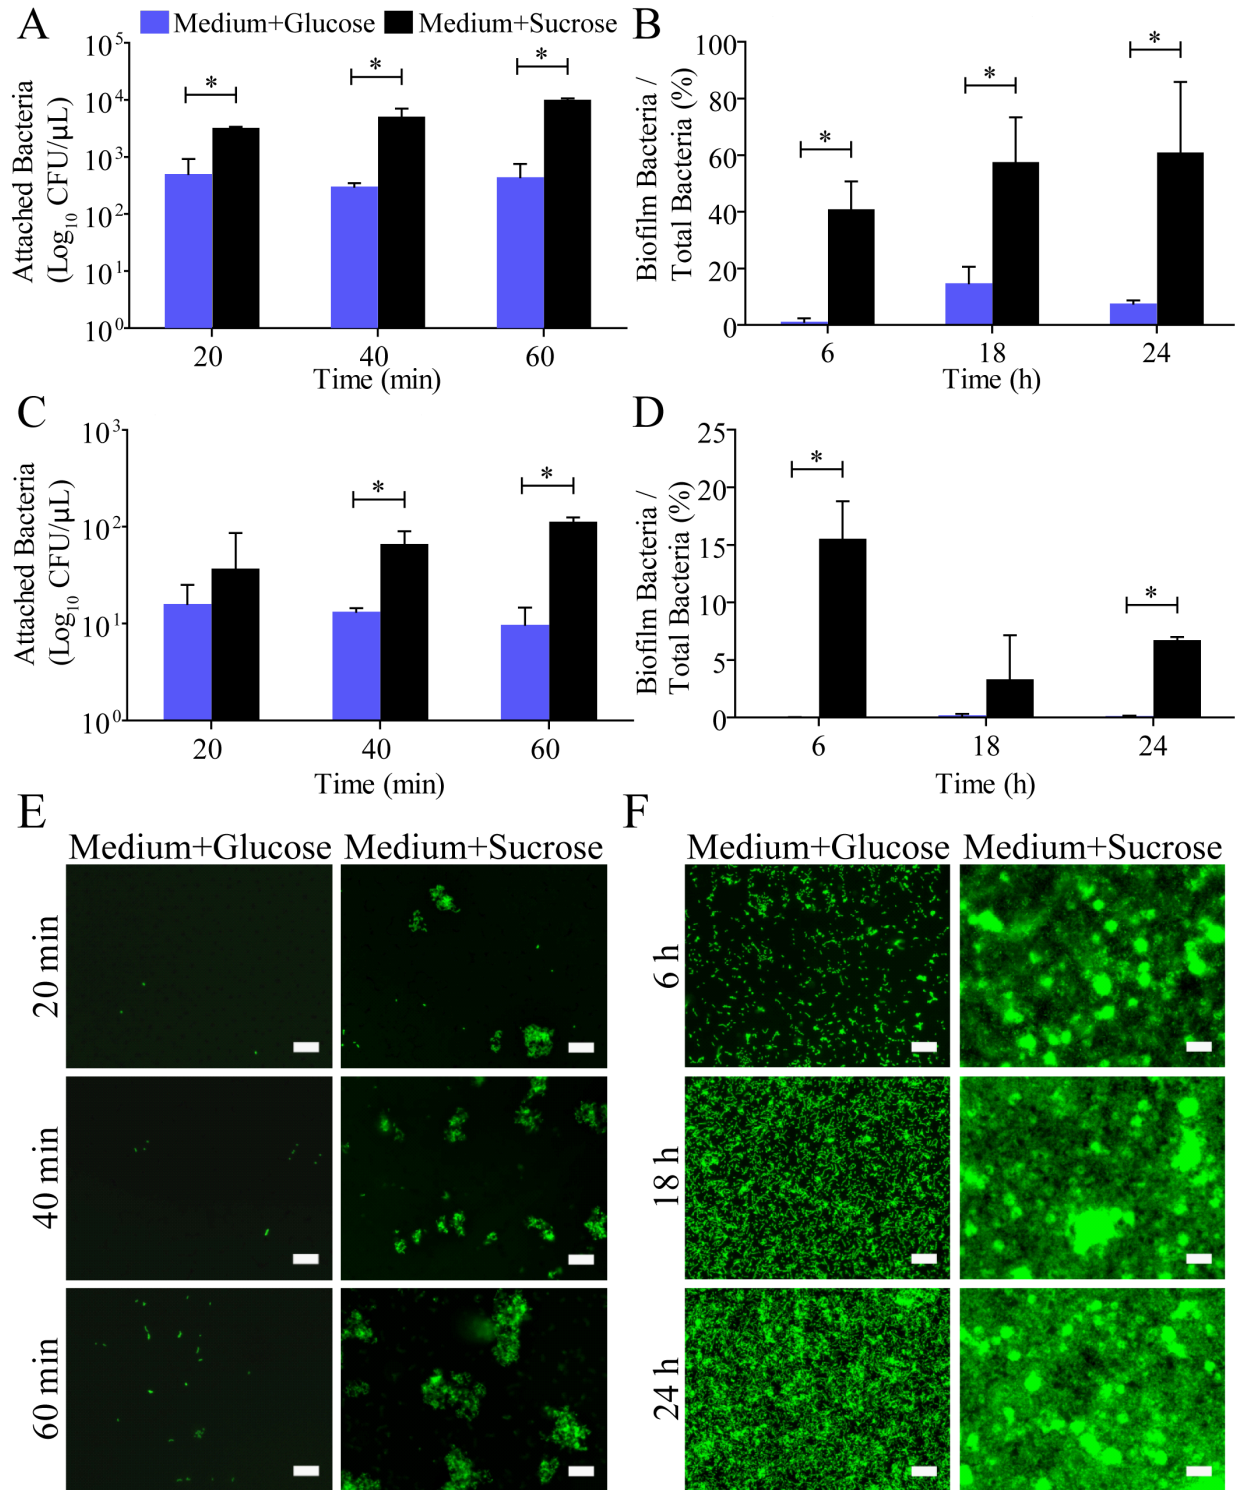 A
Medium+Glucose Medium+Sucrose
Attached Bacteria
(Log10 CFU/µL)
10^5
10^4
10^3
10^2
10^1
10^0
* * *
20 40 60
Time (min)
B
Biofilm Bacteria /
Total Bacteria (%)
100
80
60
40
20
0
* * *
6 18 24
Time (h)
C
Attached Bacteria
(Log10 CFU/µL)
10^3
10^2
10^1
10^0
* *
20 40 60
Time (min)
D
Biofilm Bacteria /
Total Bacteria (%)
25
20
15
10
5
0
* *
6 18 24
Time (h)
E
Medium+Glucose Medium+Sucrose
20 min
40 min
60 min
F
Medium+Glucose Medium+Sucrose
6 h
18 h
24 h